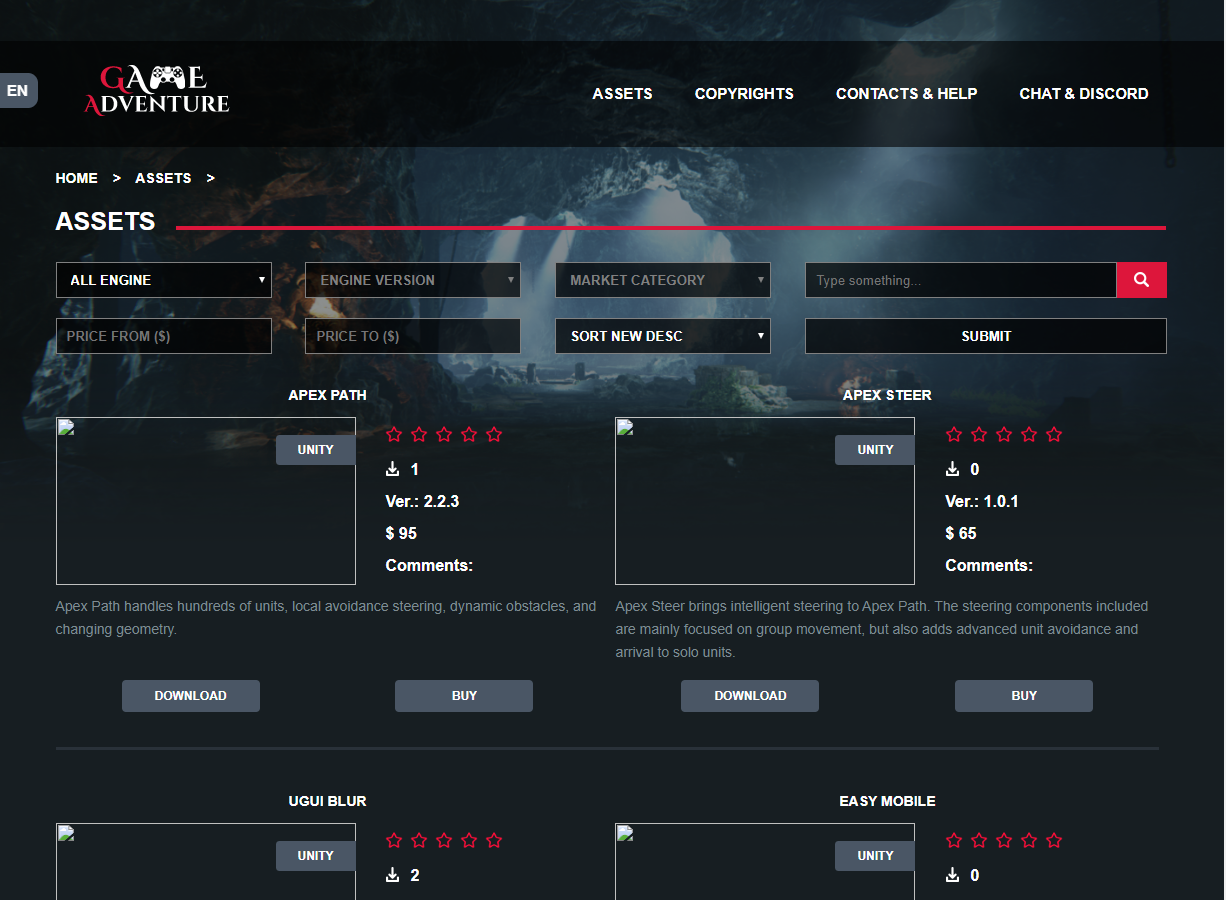 EN
GAME
ADVENTURE
ASSETS COPYRIGHTS CONTACTS & HELP CHAT & DISCORD
HOME > ASSETS >
ASSETS
ALL ENGINE ENGINE VERSION MARKET CATEGORY Type something...
PRICE FROM ($) PRICE TO ($) SORT NEW DESC SUBMIT
APEX PATH
UNITY
1
Ver.: 2.2.3
$ 95
Comments:
Apex Path handles hundreds of units, local avoidance steering, dynamic obstacles, and
changing geometry.
DOWNLOAD BUY
APEX STEER
UNITY
0
Ver.: 1.0.1
$ 65
Comments:
Apex Steer brings intelligent steering to Apex Path. The steering components included
are mainly focused on group movement, but also adds advanced unit avoidance and
arrival to solo units.
DOWNLOAD BUY
UGUI BLUR
UNITY
2
EASY MOBILE
UNITY
0